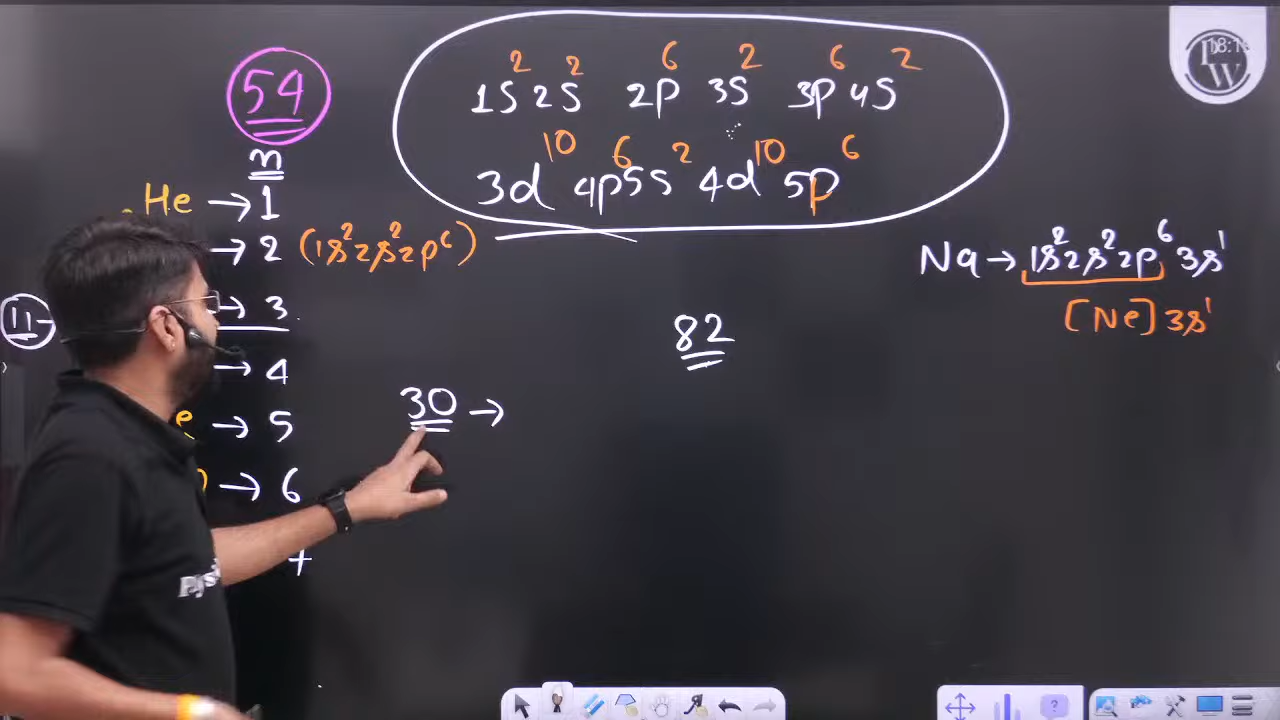 54
1s² 2s² 2p⁶ 3s² 3p⁶ 4s²
3d¹⁰ 4p⁶ 5s² 4d¹⁰ 5p⁶
n
He → 1
→ 2 (1s² 2s² 2p⁶)
11 → 3
→ 4
→ 5
→ 6
30 →
82
Na → 1s² 2s² 2p⁶ 3s¹
[Ne] 3s¹